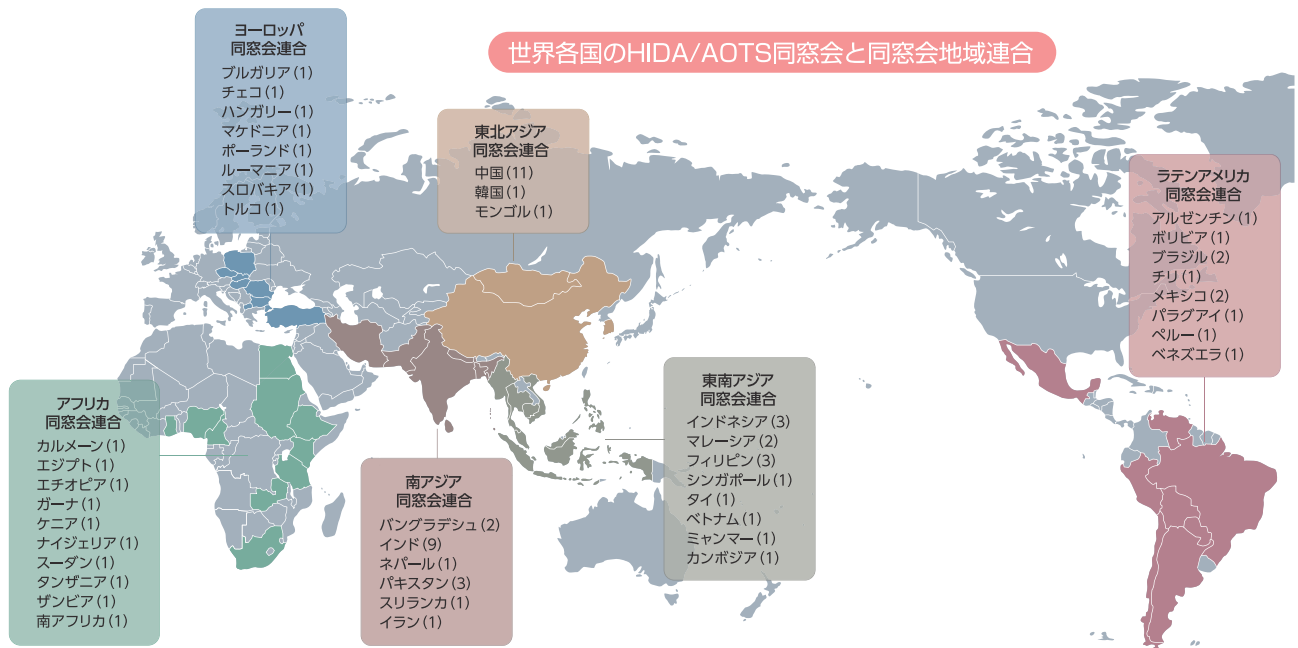 世界各国のHIDA/AOTS同窓会と同窓会地域連合
ヨーロッパ
同窓会連合
ブルガリア(1)
チェコ(1)
ハンガリー(1)
マケドニア(1)
ポーランド(1)
ルーマニア(1)
スロバキア(1)
トルコ(1)
東北アジア
同窓会連合
中国(11)
韓国(1)
モンゴル(1)
ラテンアメリカ
同窓会連合
アルゼンチン(1)
ボリビア(1)
ブラジル(2)
チリ(1)
メキシコ(2)
パラグアイ(1)
ペルー(1)
ベネズエラ(1)
アフリカ
同窓会連合
カルメーン(1)
エジプト(1)
エチオピア(1)
ガーナ(1)
ケニア(1)
ナイジェリア(1)
スーダン(1)
タンザニア(1)
ザンビア(1)
南アフリカ(1)
南アジア
同窓会連合
バングラデシュ(2)
インド(9)
ネパール(1)
パキスタン(3)
スリランカ(1)
イラン(1)
東南アジア
同窓会連合
インドネシア(3)
マレーシア(2)
フィリピン(3)
シンガポール(1)
タイ(1)
ベトナム(1)
ミャンマー(1)
カンボジア(1)